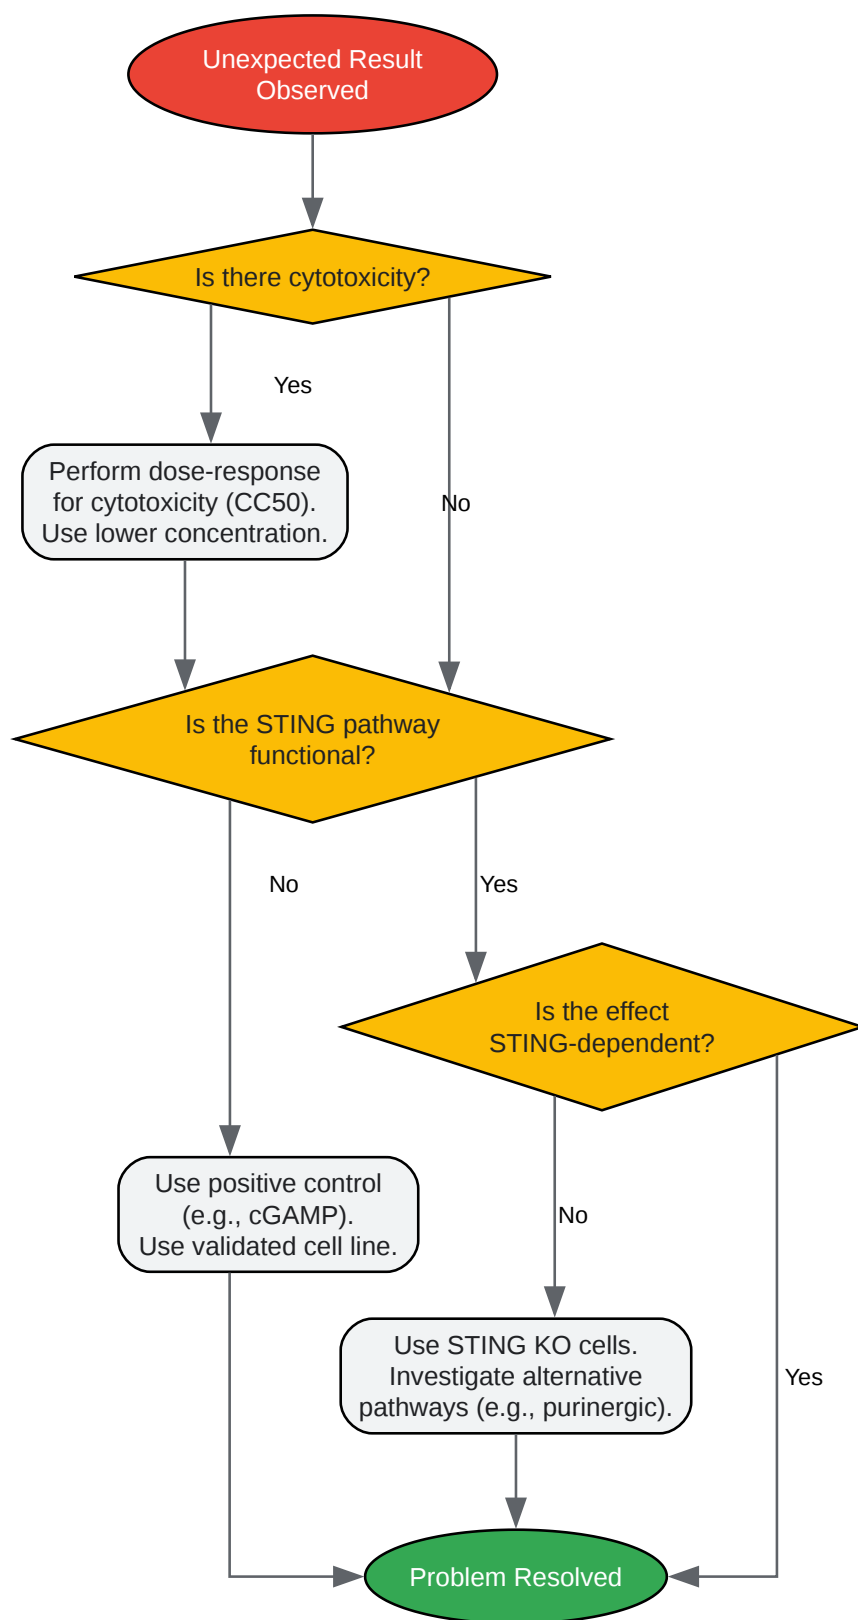 Unexpected Result
Observed
Is there cytotoxicity?
Yes
Perform dose-response
for cytotoxicity (CC50).
Use lower concentration.
No
Is the STING pathway
functional?
No
Yes
Is the effect
STING-dependent?
Use positive control
(e.g., cGAMP).
Use validated cell line.
No
Use STING KO cells.
Investigate alternative
pathways (e.g., purinergic).
Yes
Problem Resolved